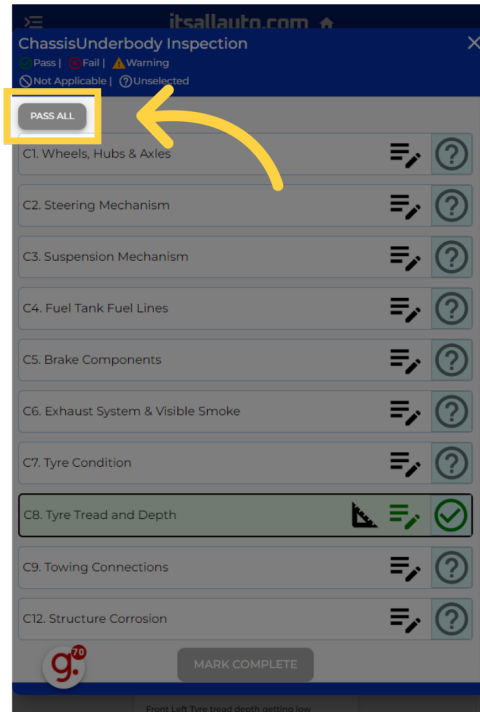 itsallauto.com
ChassisUnderbody Inspection
Pass | Fail | Warning
Not Applicable | Unselected
PASS ALL
C1. Wheels, Hubs & Axles
C2. Steering Mechanism
C3. Suspension Mechanism
C4. Fuel Tank Fuel Lines
C5. Brake Components
C6. Exhaust System & Visible Smoke
C7. Tyre Condition
C8. Tyre Tread and Depth
C9. Towing Connections
C12. Structure Corrosion
g. 70
MARK COMPLETE
Front Left Tyre tread depth getting low